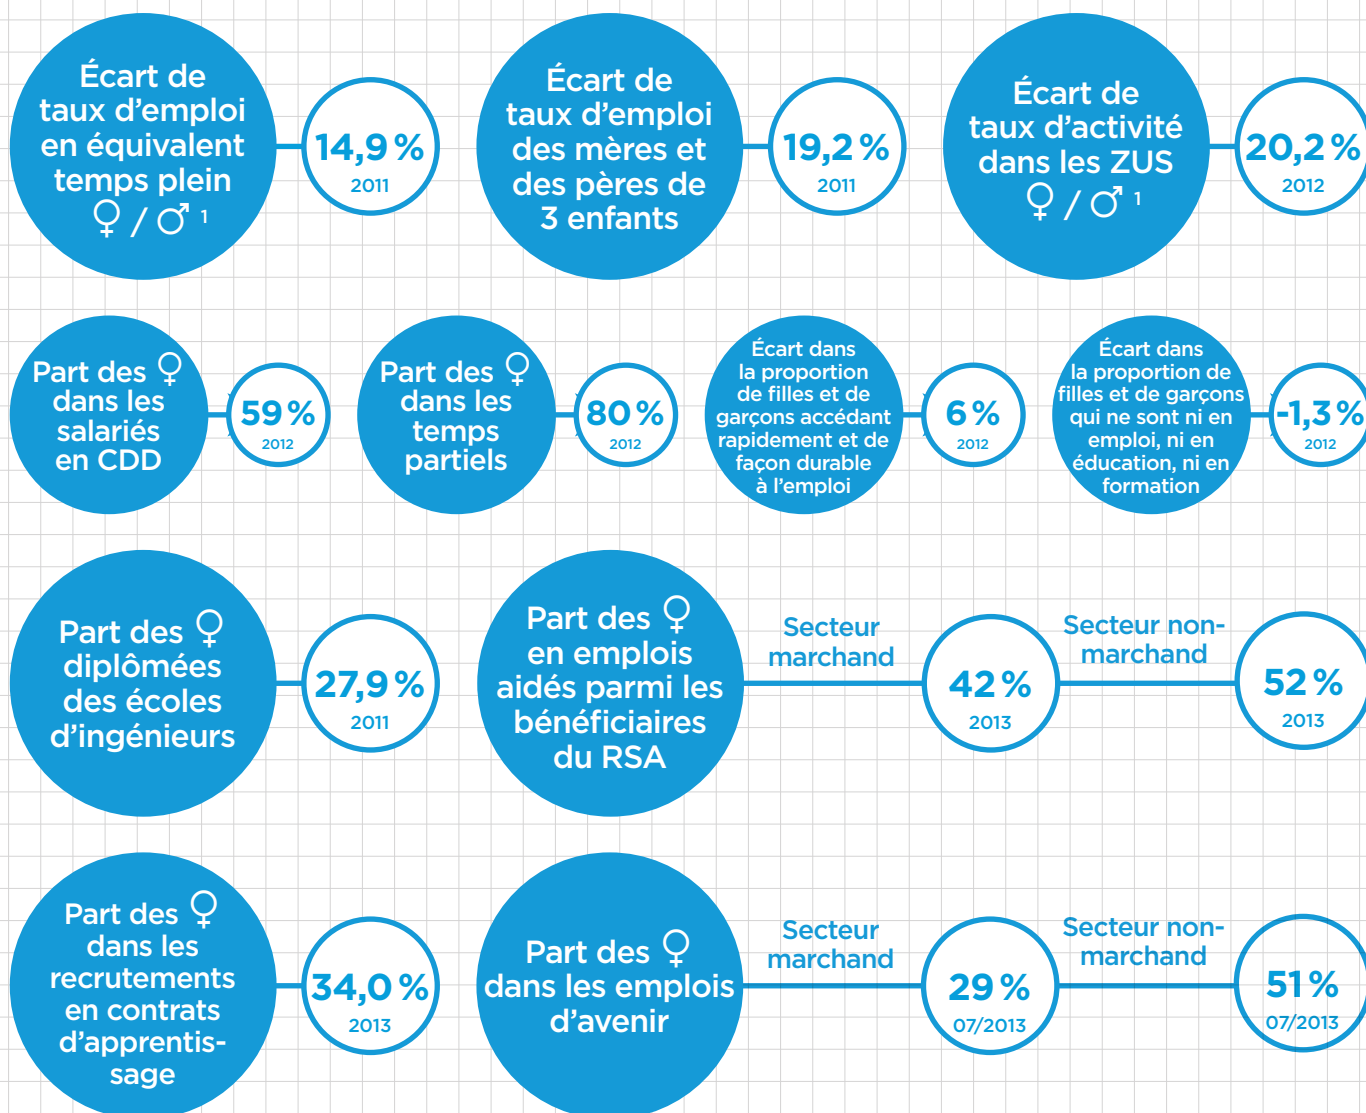 Écart de
taux d’emploi
en équivalent
temps plein
♀ / ♂ 1
14,9 %
2011
Écart de
taux d’emploi
des mères et
des pères de
3 enfants
19,2 %
2011
Écart de
taux d’activité
dans les ZUS
♀ / ♂ 1
20,2 %
2012
Part des ♀
dans les
salariés
en CDD
59 %
2012
Part des ♀
dans les
temps
partiels
80 %
2012
Écart dans
la proportion
de filles et de
garçons accédant
rapidement et de
façon durable
à l’emploi
6 %
2012
Écart dans
la proportion de
filles et de garçons
qui ne sont ni en
emploi, ni en
éducation, ni en
formation
-1,3 %
2012
Part des ♀
diplômées
des écoles
d’ingénieurs
27,9 %
2011
Part des ♀
en emplois
aidés parmi les
bénéficiaires
du RSA
Secteur
marchand
42 %
2013
Secteur non-
marchand
52 %
2013
Part des ♀
dans les
recrutements
en contrats
d’apprentis-
sage
34,0 %
2013
Part des ♀
dans les emplois
d’avenir
Secteur
marchand
29 %
07/2013
Secteur non-
marchand
51 %
07/2013